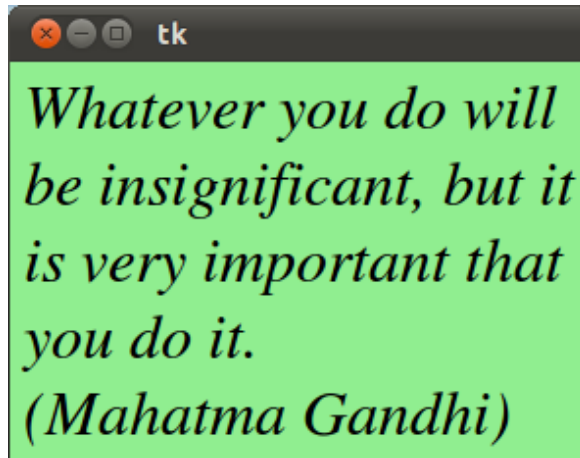 tk
Whatever you do will
be insignificant, but it
is very important that
you do it.
(Mahatma Gandhi)